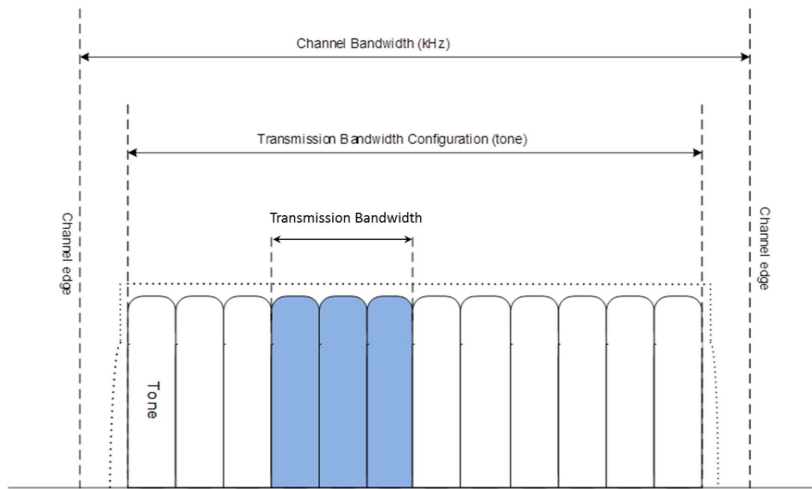 Channel Bandwidth (kHz)
Transmission Bandwidth Configuration (tone)
Transmission Bandwidth
Channel edge
Channel edge
Tone